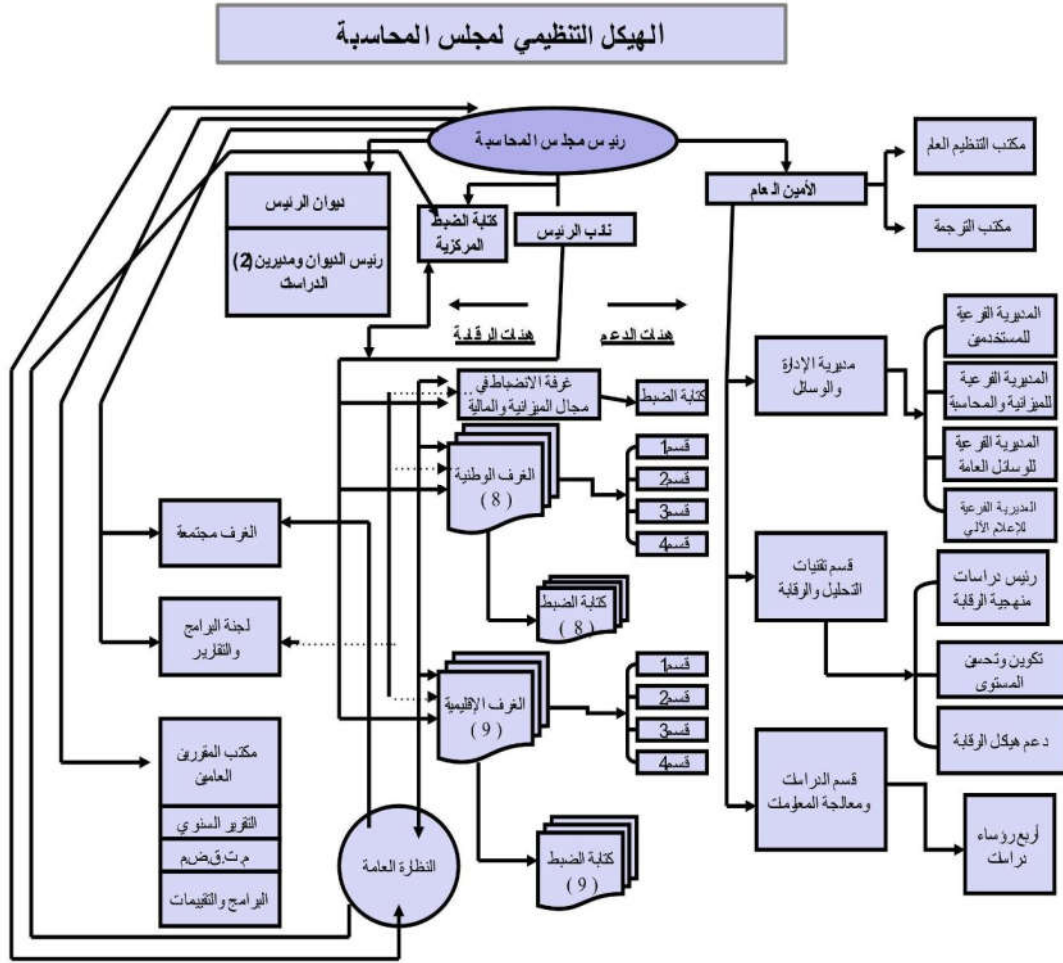 الهيكل التنظيمي لمجلس المحاسبة
رئيس مجلس المحاسبة
مكتب التنظيم العام
ديوان الرئيس
كتابة الضبط
المركزية
نائب الرئيس
الأمين العام
مكتب الترجمة
رئيس الديوان ومديرين (2)
الدراسات
هيئات الدعم
هيئات الرقابة
المديرية الفرعية
للمستخدمين
مديرية الإدارة
والوسائل
المديرية الفرعية
للميزانية والمحاسبة
المديرية الفرعية
للوسائل العامة
المديرية الفرعية
للإعلام الآلي
غرفة الانضباط في
مجال الميزانية والمالية
كتابة الضبط
الغرف الوطنية
( 8 )
قسم1
قسم2
قسم3
قسم4
كتابة الضبط
( 8 )
الغرف مجتمعة
لجنة البرامج
والتقارير
قسم تقنيات
التحليل والرقابة
رئيس دراسات
منهجية الرقابة
تكوين وتحسين
المستوى
دعم هيكل الرقابة
الغرف الإقليمية
( 9 )
قسم1
قسم2
قسم3
قسم4
كتابة الضبط
( 9 )
قسم الدراسات
ومعالجة المعلومات
أربع رؤساء
دراسات
مكتب المقررين
العامين
التقرير السنوي
م.ت.ق.ض.م
البرامج والتقييمات
النظارة العامة